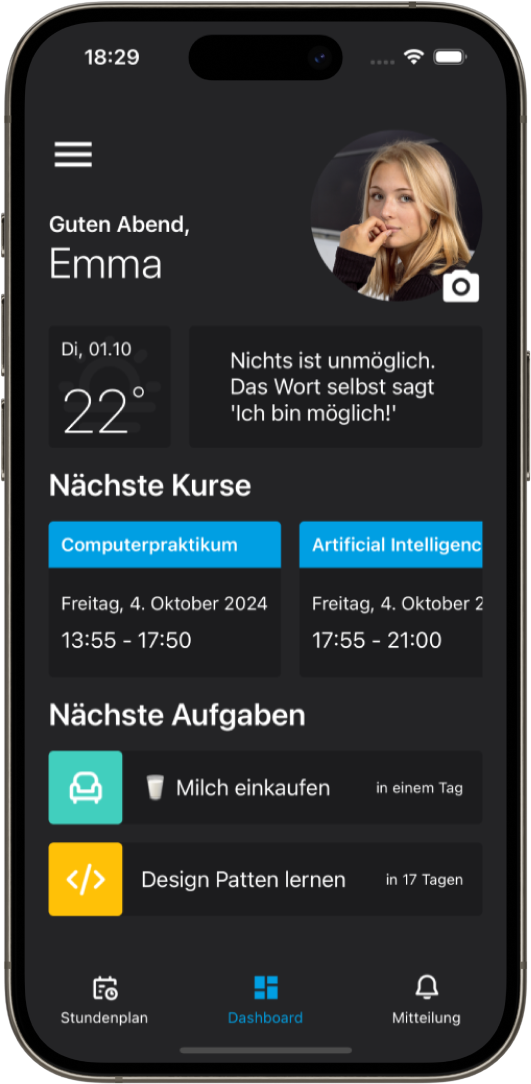 18:29
Guten Abend,
Emma
Di, 01.10
22°
Nichts ist unmöglich.
Das Wort selbst sagt
'Ich bin möglich!'
Nächste Kurse
Computerpraktikum
Freitag, 4. Oktober 2024
13:55 - 17:50
Artificial Intelligenc
Freitag, 4. Oktober 2
17:55 - 21:00
Nächste Aufgaben
🥛 Milch einkaufen
in einem Tag
Design Patten lernen
in 17 Tagen
Stundenplan
Dashboard
Mitteilung